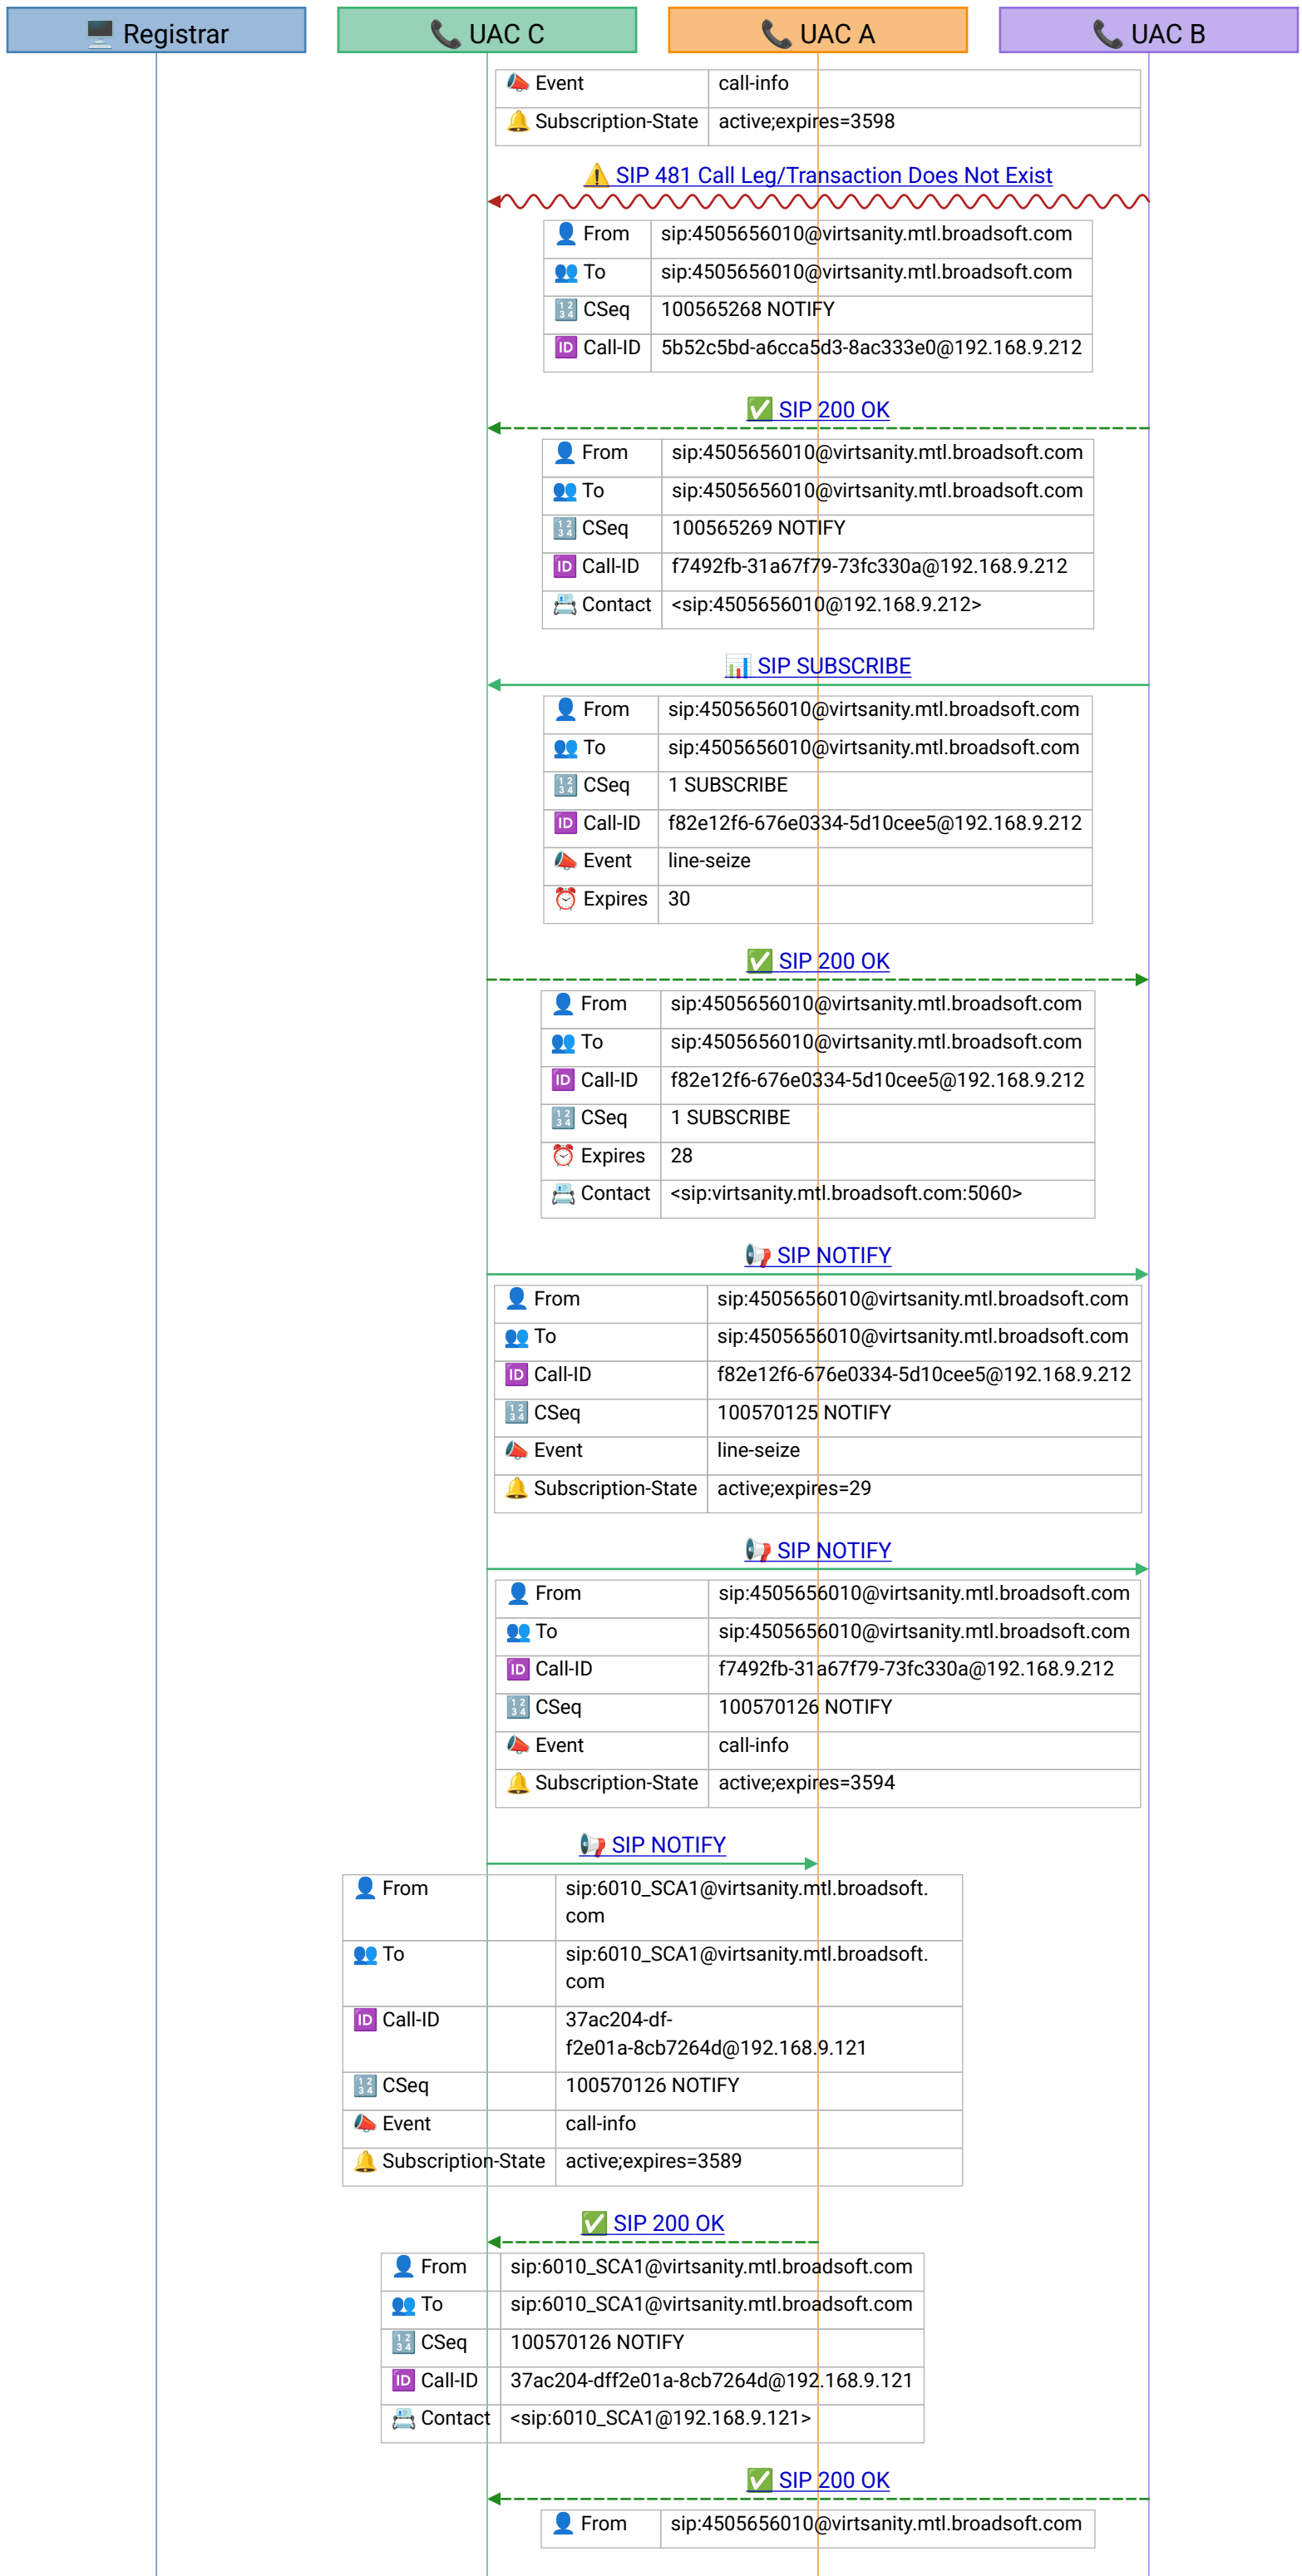 🖥️ Registrar
📞 UAC C
📞 UAC A
📞 UAC B
📣 Event call-info
🔔 Subscription-State active;expires=3598
⚠️ SIP 481 Call Leg/Transaction Does Not Exist
👤 From sip:4505656010@virtsanity.mtl.broadsoft.com
👥 To sip:4505656010@virtsanity.mtl.broadsoft.com
🔢 CSeq 100565268 NOTIFY
🆔 Call-ID 5b52c5bd-a6cca5d3-8ac333e0@192.168.9.212
✅ SIP 200 OK
👤 From sip:4505656010@virtsanity.mtl.broadsoft.com
👥 To sip:4505656010@virtsanity.mtl.broadsoft.com
🔢 CSeq 100565269 NOTIFY
🆔 Call-ID f7492fb-31a67f79-73fc330a@192.168.9.212
📇 Contact <sip:4505656010@192.168.9.212>
📊 SIP SUBSCRIBE
👤 From sip:4505656010@virtsanity.mtl.broadsoft.com
👥 To sip:4505656010@virtsanity.mtl.broadsoft.com
🔢 CSeq 1 SUBSCRIBE
🆔 Call-ID f82e12f6-676e0334-5d10cee5@192.168.9.212
📣 Event line-seize
⏰ Expires 30
✅ SIP 200 OK
👤 From sip:4505656010@virtsanity.mtl.broadsoft.com
👥 To sip:4505656010@virtsanity.mtl.broadsoft.com
🆔 Call-ID f82e12f6-676e0334-5d10cee5@192.168.9.212
🔢 CSeq 1 SUBSCRIBE
⏰ Expires 28
📇 Contact <sip:virtsanity.mtl.broadsoft.com:5060>
📢 SIP NOTIFY
👤 From sip:4505656010@virtsanity.mtl.broadsoft.com
👥 To sip:4505656010@virtsanity.mtl.broadsoft.com
🆔 Call-ID f82e12f6-676e0334-5d10cee5@192.168.9.212
🔢 CSeq 100570125 NOTIFY
📣 Event line-seize
🔔 Subscription-State active;expires=29
📢 SIP NOTIFY
👤 From sip:4505656010@virtsanity.mtl.broadsoft.com
👥 To sip:4505656010@virtsanity.mtl.broadsoft.com
🆔 Call-ID f7492fb-31a67f79-73fc330a@192.168.9.212
🔢 CSeq 100570126 NOTIFY
📣 Event call-info
🔔 Subscription-State active;expires=3594
📢 SIP NOTIFY
👤 From sip:6010_SCA1@virtsanity.mtl.broadsoft.
com
👥 To sip:6010_SCA1@virtsanity.mtl.broadsoft.
com
🆔 Call-ID 37ac204-df-
f2e01a-8cb7264d@192.168.9.121
🔢 CSeq 100570126 NOTIFY
📣 Event call-info
🔔 Subscription-State active;expires=3589
✅ SIP 200 OK
👤 From sip:6010_SCA1@virtsanity.mtl.broadsoft.com
👥 To sip:6010_SCA1@virtsanity.mtl.broadsoft.com
🔢 CSeq 100570126 NOTIFY
🆔 Call-ID 37ac204-dff2e01a-8cb7264d@192.168.9.121
📇 Contact <sip:6010_SCA1@192.168.9.121>
✅ SIP 200 OK
👤 From sip:4505656010@virtsanity.mtl.broadsoft.com